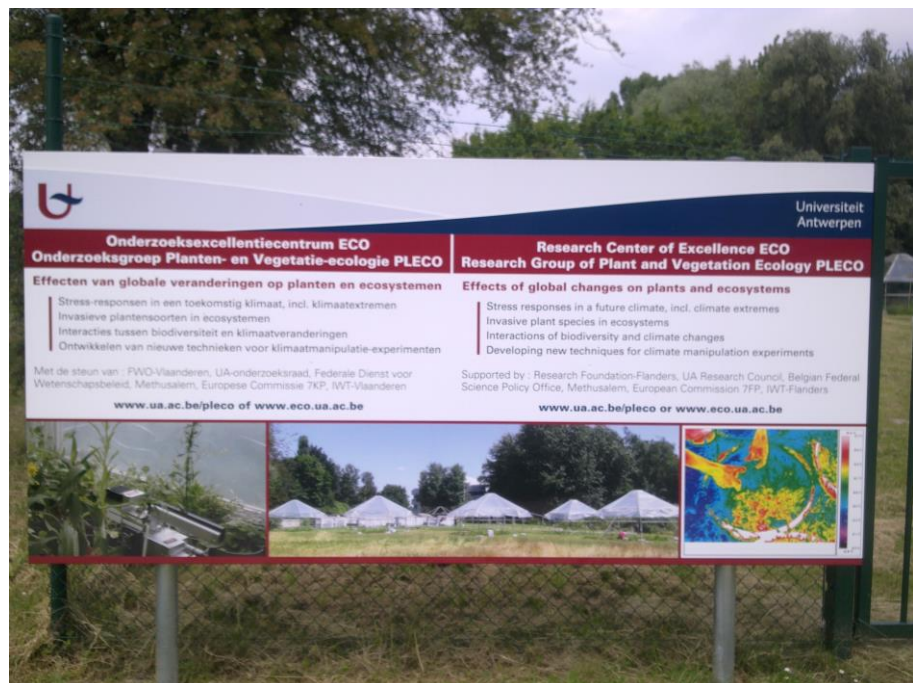 Universiteit
Antwerpen
Onderzoeksexcellentiecentrum ECO
Onderzoeksgroep Planten- en Vegetatie-ecologie PLECO
Effecten van globale veranderingen op planten en ecosystemen
Stress-responsen in een toekomstig klimaat, incl. klimaatextremen
Invasieve plantensoorten in ecosystemen
Interacties tussen biodiversiteit en klimaatveranderingen
Ontwikkelen van nieuwe technieken voor klimaatmanipulatie-experimenten
Met de steun van : FWO-Vlaanderen, UA-onderzoeksraad, Federale Dienst voor
Wetenschapsbeleid, Methusalem, Europese Commissie 7KP, IWT-Vlaanderen
www.ua.ac.be/pleco of www.eco.ua.ac.be
Research Center of Excellence ECO
Research Group of Plant and Vegetation Ecology PLECO
Effects of global changes on plants and ecosystems
Stress responses in a future climate, incl. climate extremes
Invasive plant species in ecosystems
Interactions of biodiversity and climate changes
Developing new techniques for climate manipulation experiments
Supported by : Research Foundation-Flanders, UA Research Council, Belgian Federal
Science Policy Office, Methusalem, European Commission 7FP, IWT-Flanders
www.ua.ac.be/pleco or www.eco.ua.ac.be